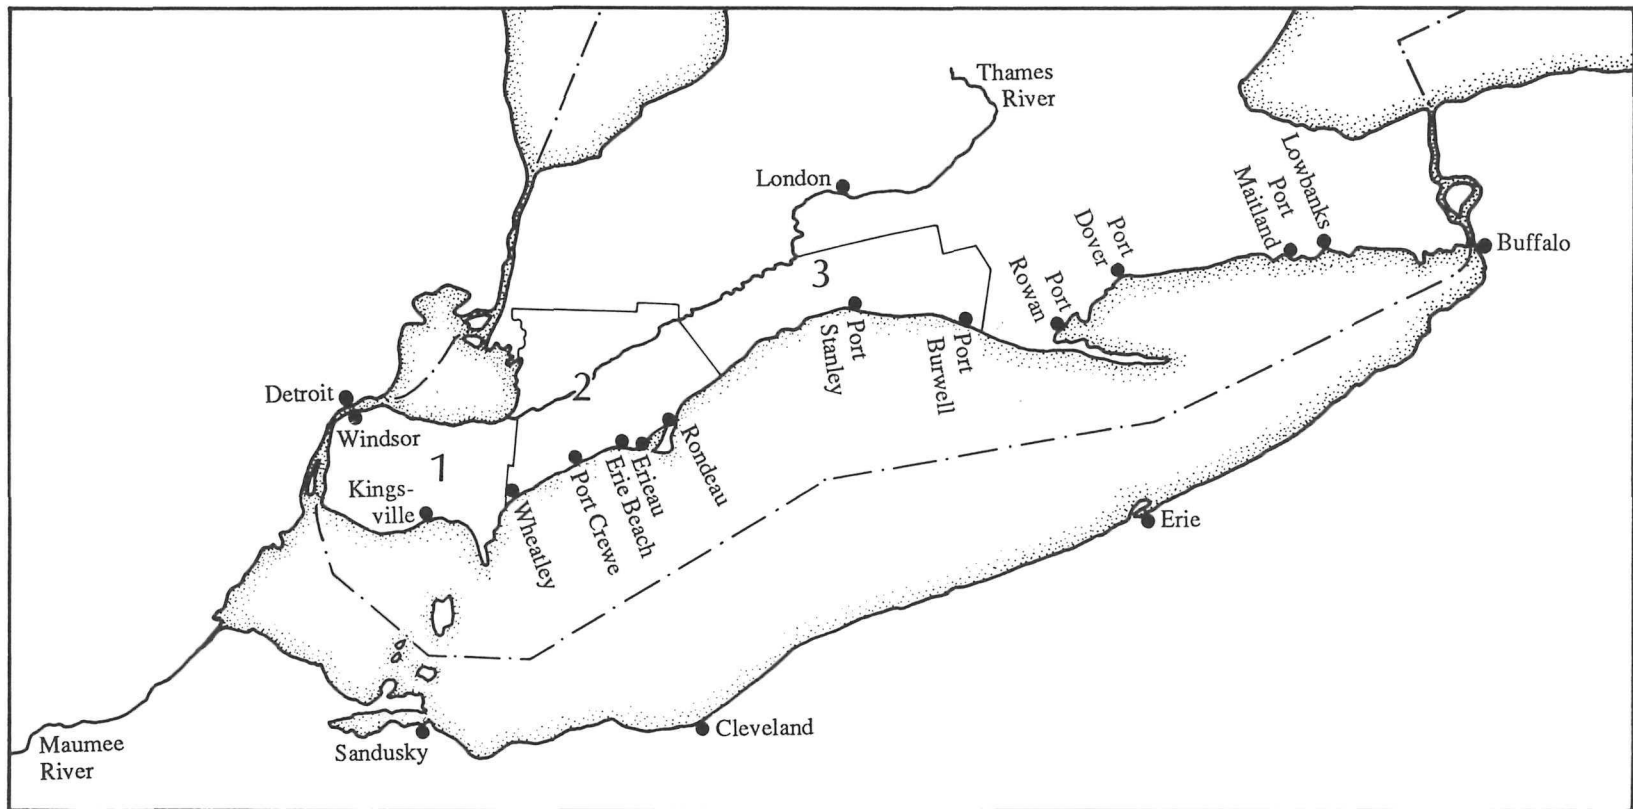 Thames
River
London
Lowbanks
Port
Maitland
Port
Dover
Port
Rowan
Buffalo
3
Port
Stanley
Port
Burwell
Detroit
Windsor
2
1
Kings-
ville
Rondeau
Erieau
Erie Beach
Port Crewe
Wheatley
Erie
Cleveland
Sandusky
Maumee
River